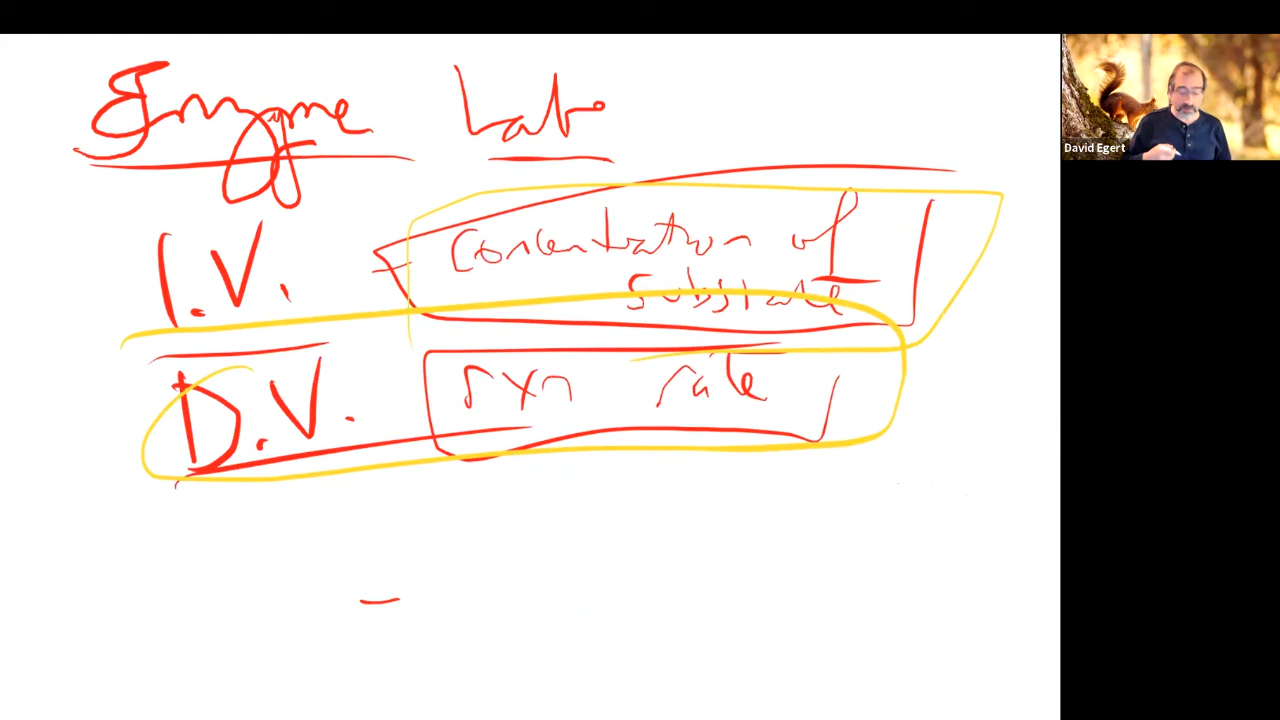 Enzyme Lab
I.V. Concentration of
substrate
D.V. rxn rate
David Egert